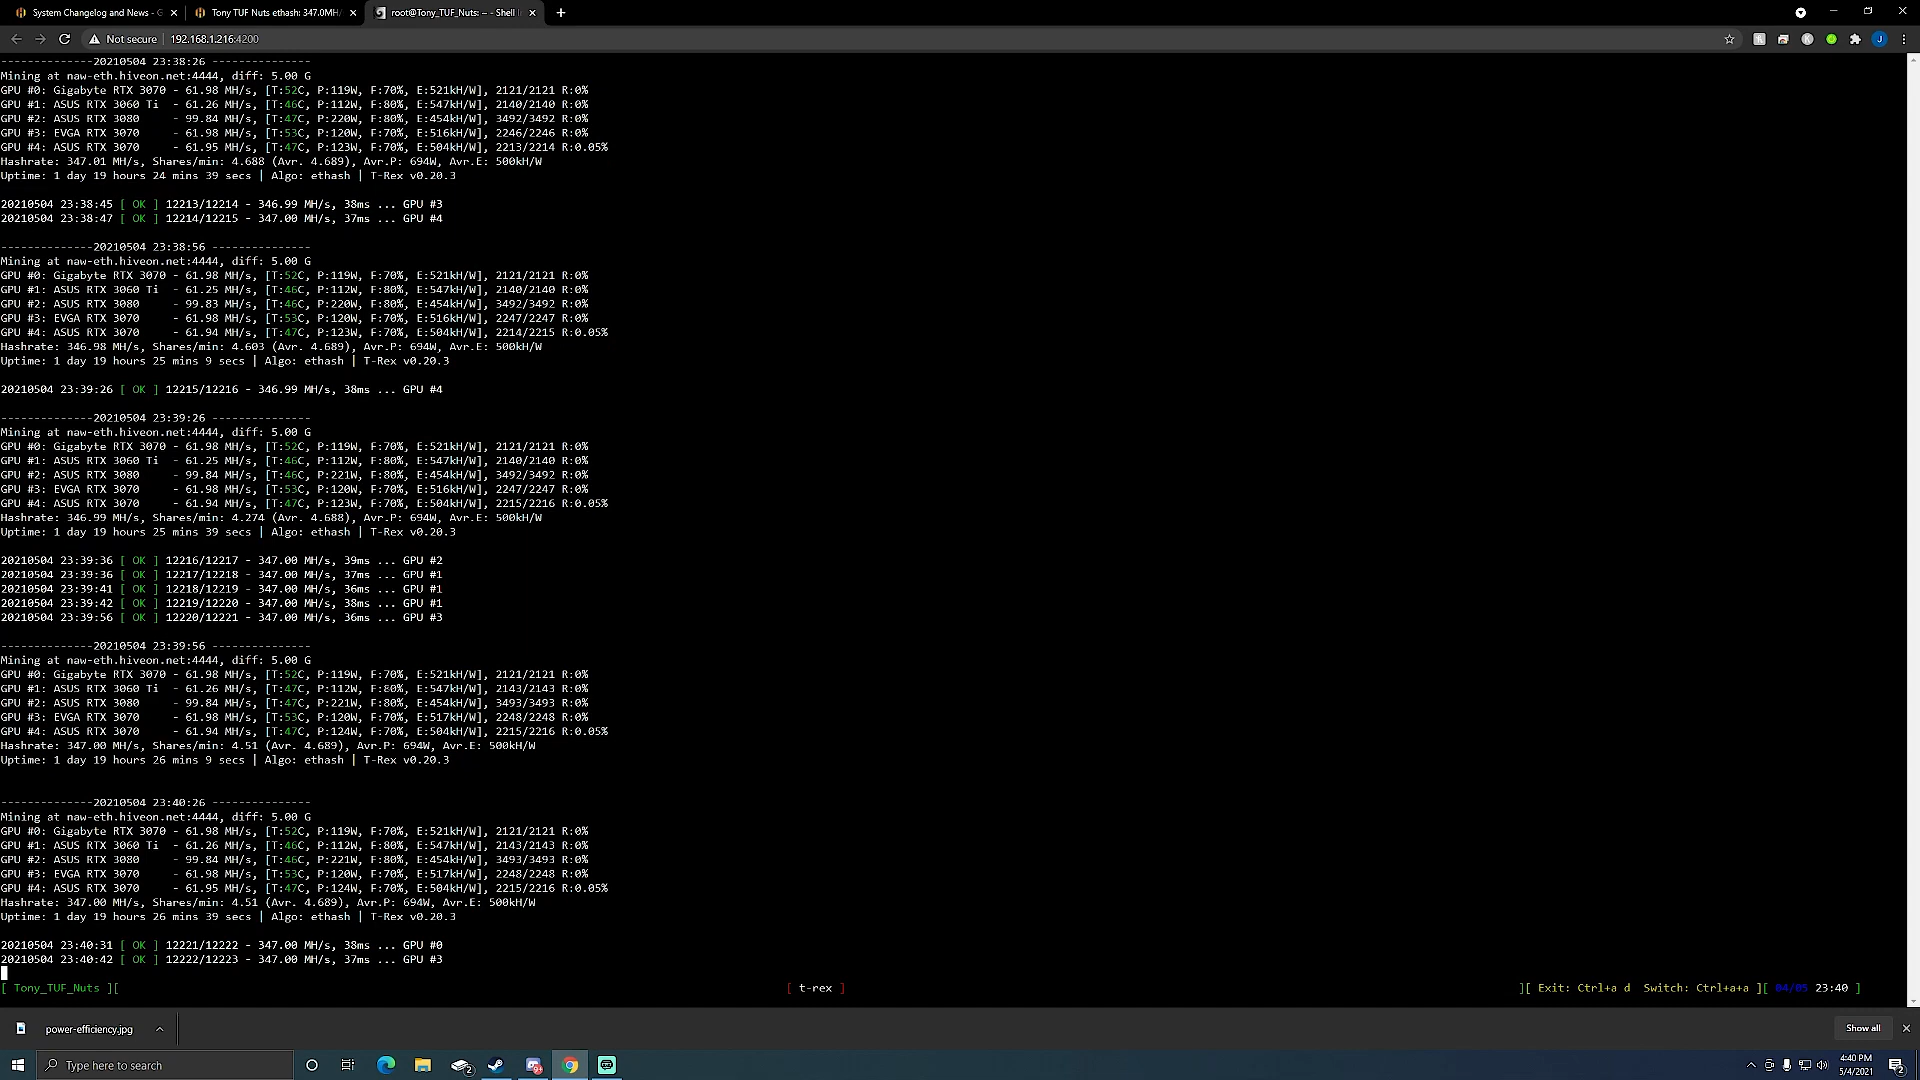 System Changelog and News - G
Tony TUF Nuts ethash: 347.0MH/
root@Tony_TUF_Nuts: ~ - Shell I
Not secure
192.168.1.216:4200
J
--------------20210504 23:38:26 ---------------
Mining at naw-eth.hiveon.net:4444, diff: 5.00 G
GPU #0: Gigabyte RTX 3070 - 61.98 MH/s, [T:52C, P:119W, F:70%, E:521kH/W], 2121/2121 R:0%
GPU #1: ASUS RTX 3060 Ti  - 61.26 MH/s, [T:46C, P:112W, F:80%, E:547kH/W], 2140/2140 R:0%
GPU #2: ASUS RTX 3080     - 99.84 MH/s, [T:47C, P:220W, F:80%, E:454kH/W], 3492/3492 R:0%
GPU #3: EVGA RTX 3070     - 61.98 MH/s, [T:53C, P:120W, F:70%, E:516kH/W], 2246/2246 R:0%
GPU #4: ASUS RTX 3070     - 61.95 MH/s, [T:47C, P:123W, F:70%, E:504kH/W], 2213/2214 R:0.05%
Hashrate: 347.01 MH/s, Shares/min: 4.688 (Avr. 4.689), Avr.P: 694W, Avr.E: 500kH/W
Uptime: 1 day 19 hours 24 mins 39 secs | Algo: ethash | T-Rex v0.20.3
20210504 23:38:45 [ OK ] 12213/12214 - 346.99 MH/s, 38ms ... GPU #3
20210504 23:38:47 [ OK ] 12214/12215 - 347.00 MH/s, 37ms ... GPU #4
--------------20210504 23:38:56 ---------------
Mining at naw-eth.hiveon.net:4444, diff: 5.00 G
GPU #0: Gigabyte RTX 3070 - 61.98 MH/s, [T:52C, P:119W, F:70%, E:521kH/W], 2121/2121 R:0%
GPU #1: ASUS RTX 3060 Ti  - 61.25 MH/s, [T:46C, P:112W, F:80%, E:547kH/W], 2140/2140 R:0%
GPU #2: ASUS RTX 3080     - 99.83 MH/s, [T:46C, P:220W, F:80%, E:454kH/W], 3492/3492 R:0%
GPU #3: EVGA RTX 3070     - 61.98 MH/s, [T:53C, P:120W, F:70%, E:516kH/W], 2247/2247 R:0%
GPU #4: ASUS RTX 3070     - 61.94 MH/s, [T:47C, P:123W, F:70%, E:504kH/W], 2214/2215 R:0.05%
Hashrate: 346.98 MH/s, Shares/min: 4.603 (Avr. 4.689), Avr.P: 694W, Avr.E: 500kH/W
Uptime: 1 day 19 hours 25 mins 9 secs | Algo: ethash | T-Rex v0.20.3
20210504 23:39:26 [ OK ] 12215/12216 - 346.99 MH/s, 38ms ... GPU #4
--------------20210504 23:39:26 ---------------
Mining at naw-eth.hiveon.net:4444, diff: 5.00 G
GPU #0: Gigabyte RTX 3070 - 61.98 MH/s, [T:52C, P:119W, F:70%, E:521kH/W], 2121/2121 R:0%
GPU #1: ASUS RTX 3060 Ti  - 61.25 MH/s, [T:46C, P:112W, F:80%, E:547kH/W], 2140/2140 R:0%
GPU #2: ASUS RTX 3080     - 99.84 MH/s, [T:46C, P:221W, F:80%, E:454kH/W], 3492/3492 R:0%
GPU #3: EVGA RTX 3070     - 61.98 MH/s, [T:53C, P:120W, F:70%, E:516kH/W], 2247/2247 R:0%
GPU #4: ASUS RTX 3070     - 61.94 MH/s, [T:47C, P:123W, F:70%, E:504kH/W], 2215/2216 R:0.05%
Hashrate: 346.99 MH/s, Shares/min: 4.274 (Avr. 4.688), Avr.P: 694W, Avr.E: 500kH/W
Uptime: 1 day 19 hours 25 mins 39 secs | Algo: ethash | T-Rex v0.20.3
20210504 23:39:36 [ OK ] 12216/12217 - 347.00 MH/s, 39ms ... GPU #2
20210504 23:39:36 [ OK ] 12217/12218 - 347.00 MH/s, 37ms ... GPU #1
20210504 23:39:41 [ OK ] 12218/12219 - 347.00 MH/s, 36ms ... GPU #1
20210504 23:39:42 [ OK ] 12219/12220 - 347.00 MH/s, 38ms ... GPU #1
20210504 23:39:56 [ OK ] 12220/12221 - 347.00 MH/s, 36ms ... GPU #3
--------------20210504 23:39:56 ---------------
Mining at naw-eth.hiveon.net:4444, diff: 5.00 G
GPU #0: Gigabyte RTX 3070 - 61.98 MH/s, [T:52C, P:119W, F:70%, E:521kH/W], 2121/2121 R:0%
GPU #1: ASUS RTX 3060 Ti  - 61.26 MH/s, [T:47C, P:112W, F:80%, E:547kH/W], 2143/2143 R:0%
GPU #2: ASUS RTX 3080     - 99.84 MH/s, [T:47C, P:221W, F:80%, E:454kH/W], 3493/3493 R:0%
GPU #3: EVGA RTX 3070     - 61.98 MH/s, [T:53C, P:120W, F:70%, E:517kH/W], 2248/2248 R:0%
GPU #4: ASUS RTX 3070     - 61.94 MH/s, [T:47C, P:124W, F:70%, E:504kH/W], 2215/2216 R:0.05%
Hashrate: 347.00 MH/s, Shares/min: 4.51 (Avr. 4.689), Avr.P: 694W, Avr.E: 500kH/W
Uptime: 1 day 19 hours 26 mins 9 secs | Algo: ethash | T-Rex v0.20.3
--------------20210504 23:40:26 ---------------
Mining at naw-eth.hiveon.net:4444, diff: 5.00 G
GPU #0: Gigabyte RTX 3070 - 61.98 MH/s, [T:52C, P:119W, F:70%, E:521kH/W], 2121/2121 R:0%
GPU #1: ASUS RTX 3060 Ti  - 61.26 MH/s, [T:46C, P:112W, F:80%, E:547kH/W], 2143/2143 R:0%
GPU #2: ASUS RTX 3080     - 99.84 MH/s, [T:46C, P:221W, F:80%, E:454kH/W], 3493/3493 R:0%
GPU #3: EVGA RTX 3070     - 61.98 MH/s, [T:53C, P:120W, F:70%, E:517kH/W], 2248/2248 R:0%
GPU #4: ASUS RTX 3070     - 61.95 MH/s, [T:47C, P:124W, F:70%, E:504kH/W], 2215/2216 R:0.05%
Hashrate: 347.00 MH/s, Shares/min: 4.51 (Avr. 4.689), Avr.P: 694W, Avr.E: 500kH/W
Uptime: 1 day 19 hours 26 mins 39 secs | Algo: ethash | T-Rex v0.20.3
20210504 23:40:31 [ OK ] 12221/12222 - 347.00 MH/s, 38ms ... GPU #0
20210504 23:40:42 [ OK ] 12222/12223 - 347.00 MH/s, 37ms ... GPU #3
[ Tony_TUF_Nuts ][ [ t-rex ] ][ Exit: Ctrl+a d  Switch: Ctrl+a+a ][ 04/05 23:40 ]
power-efficiency.jpg
Show all
Type here to search
4:40 PM
5/4/2021